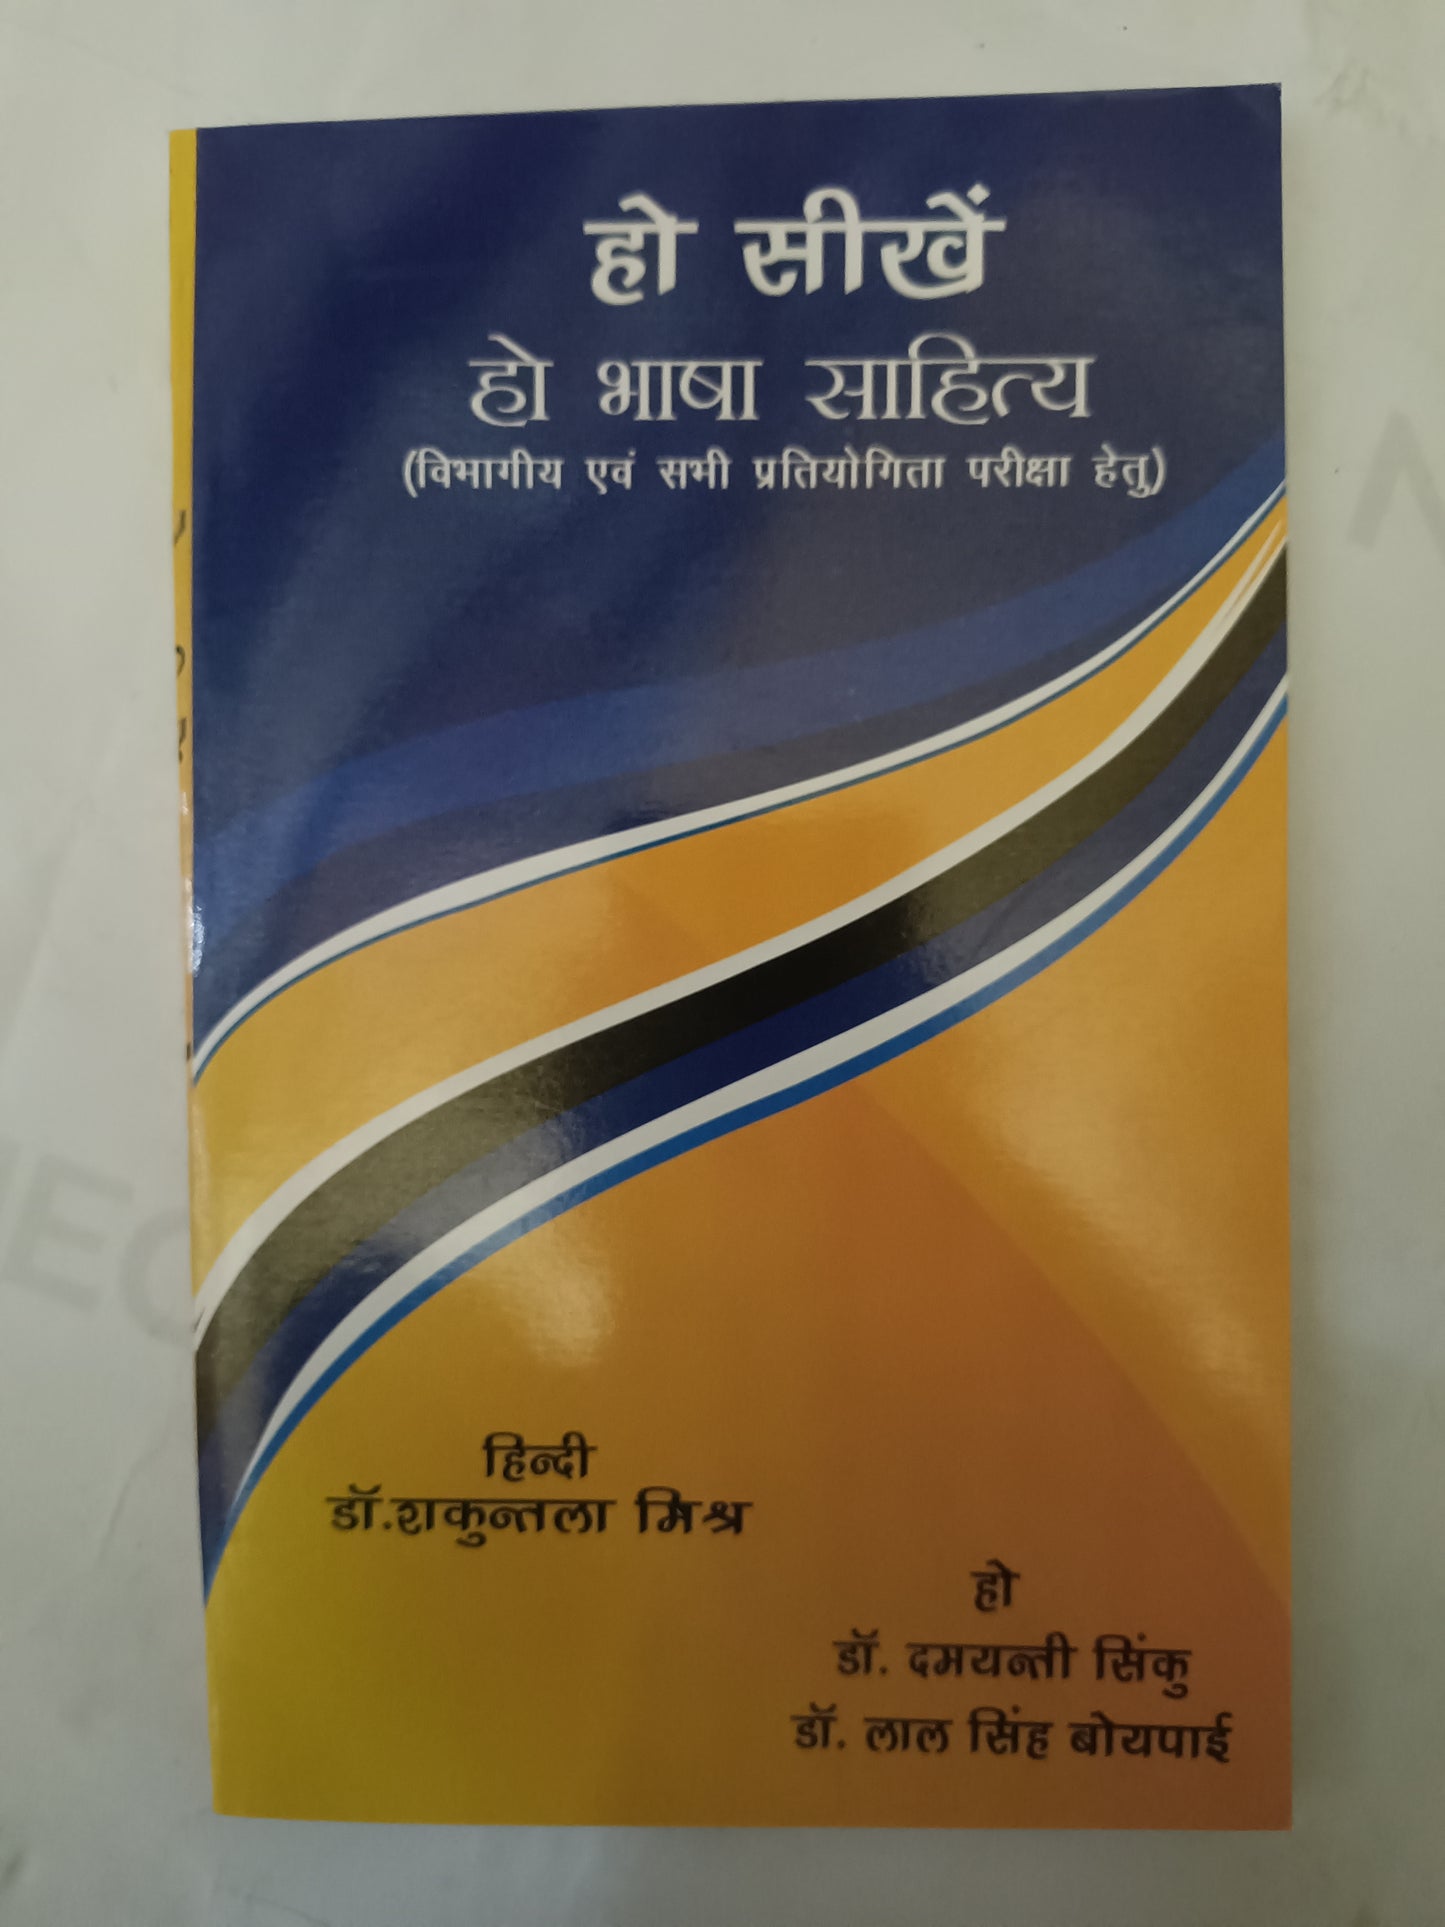 हो सीखें
हो भाषा साहित्य
(विभागीय एवं सभी प्रतियोगिता परीक्षा हेतु)
हिन्दी
डॉ.शकुन्तला मिश्र
हो
डॉ. दमयन्ती सिंकु
डॉ. लाल सिंह बोयपाई